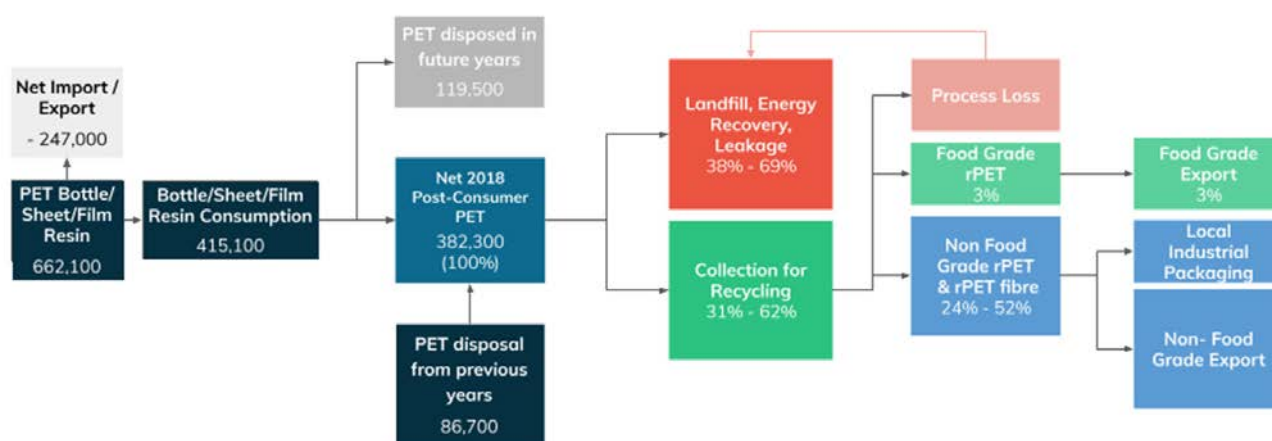 Net Import /
Export
- 247,000
PET Bottle/
Sheet/Film
Resin
662,100
Bottle/Sheet/Film
Resin Consumption
415,100
PET disposed in
future years
119,500
Net 2018
Post-Consumer
PET
382,300
(100%)
PET disposal
from previous
years
86,700
Landfill, Energy
Recovery,
Leakage
38% - 69%
Collection for
Recycling
31% - 62%
Process Loss
Food Grade
rPET
3%
Non Food
Grade rPET
& rPET fibre
24% - 52%
Food Grade
Export
3%
Local
Industrial
Packaging
Non- Food
Grade Export